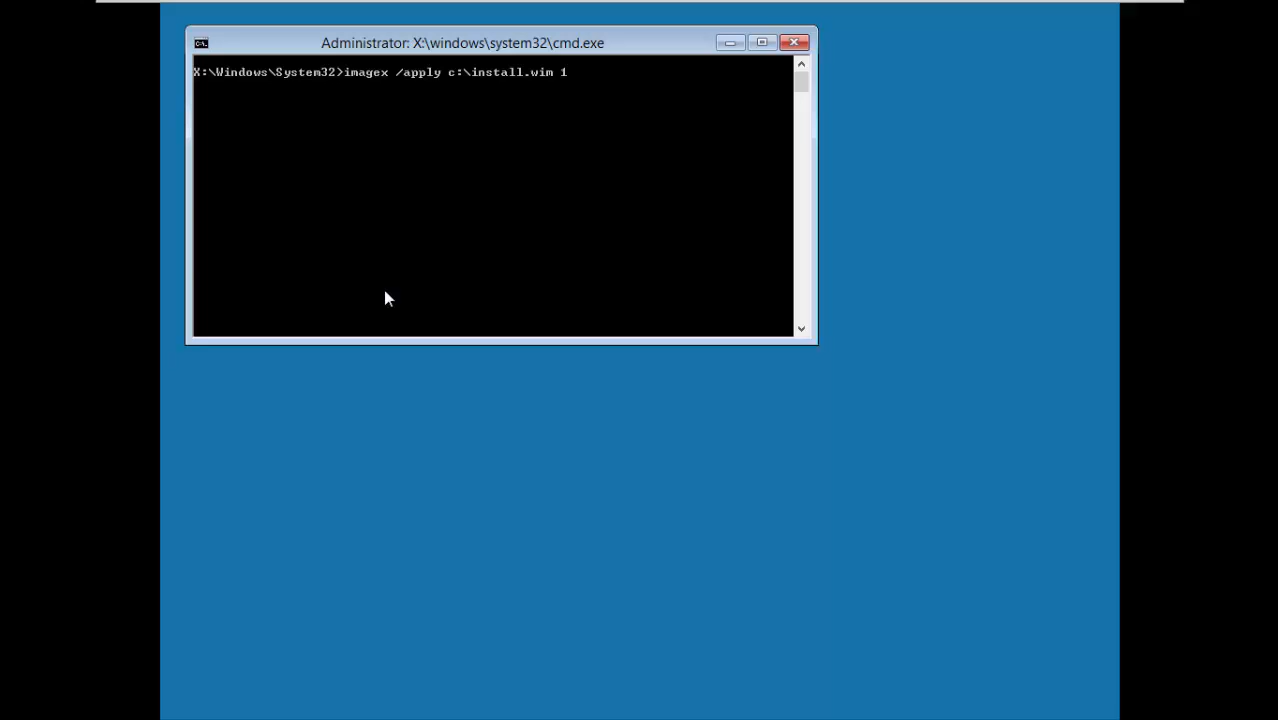 Administrator: X:\windows\system32\cmd.exe
X:\Windows\System32>imagex /apply c:\install.wim 1